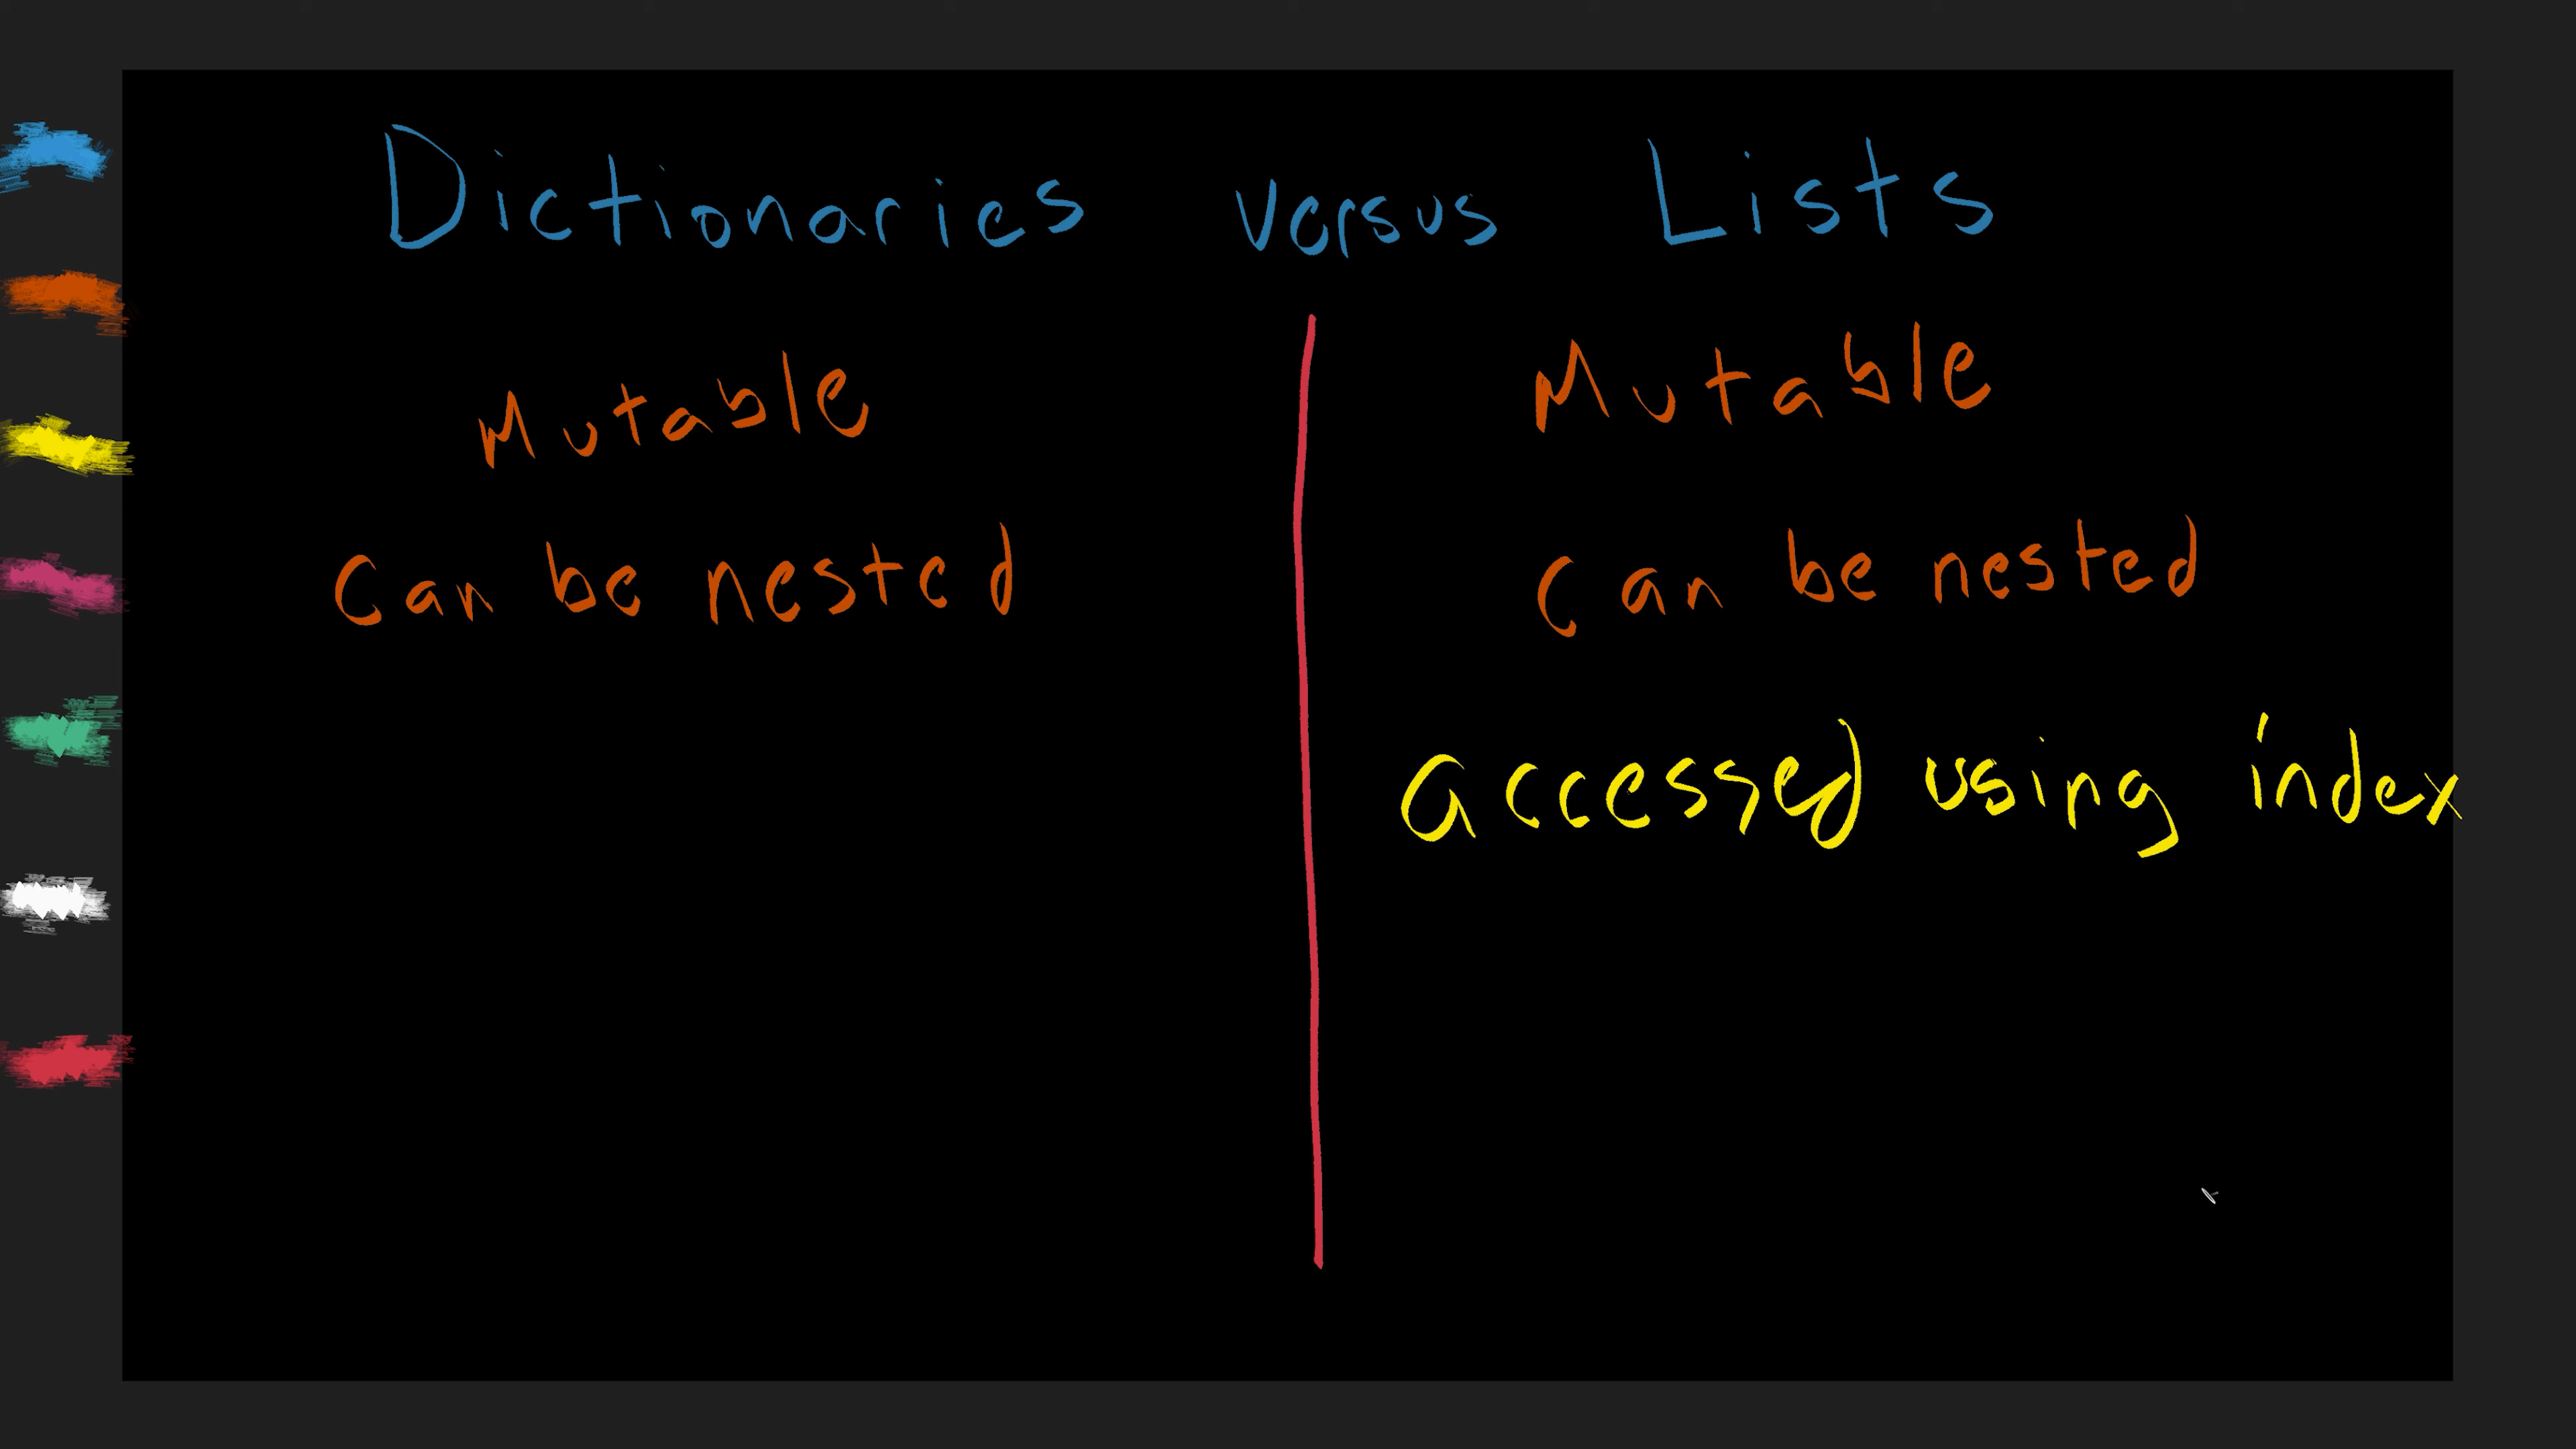 Dictionaries versus Lists
Mutable
Mutable
Can be nested
Can be nested
accessed using index